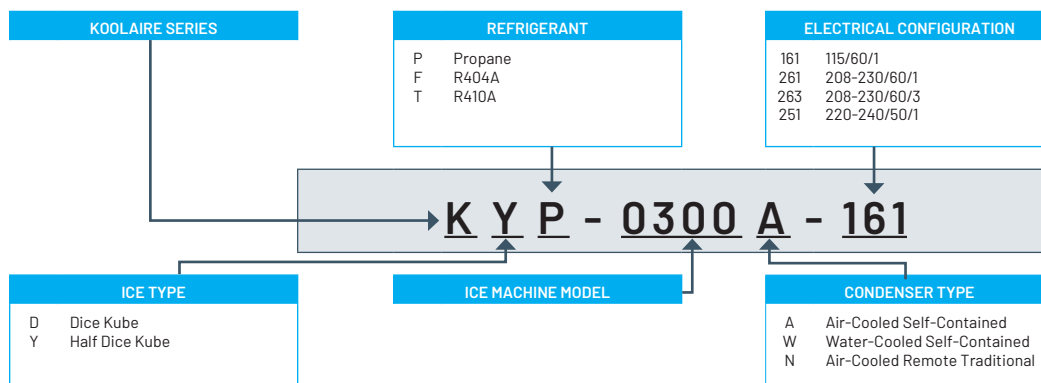 KOOLAIRE SERIES
REFRIGERANT
P Propane
F R404A
T R410A
ELECTRICAL CONFIGURATION
161 115/60/1
261 208-230/60/1
263 208-230/60/3
251 220-240/50/1
K Y P - 0300 A - 161
ICE TYPE
D Dice Kube
Y Half Dice Kube
ICE MACHINE MODEL
CONDENSER TYPE
A Air-Cooled Self-Contained
W Water-Cooled Self-Contained
N Air-Cooled Remote Traditional